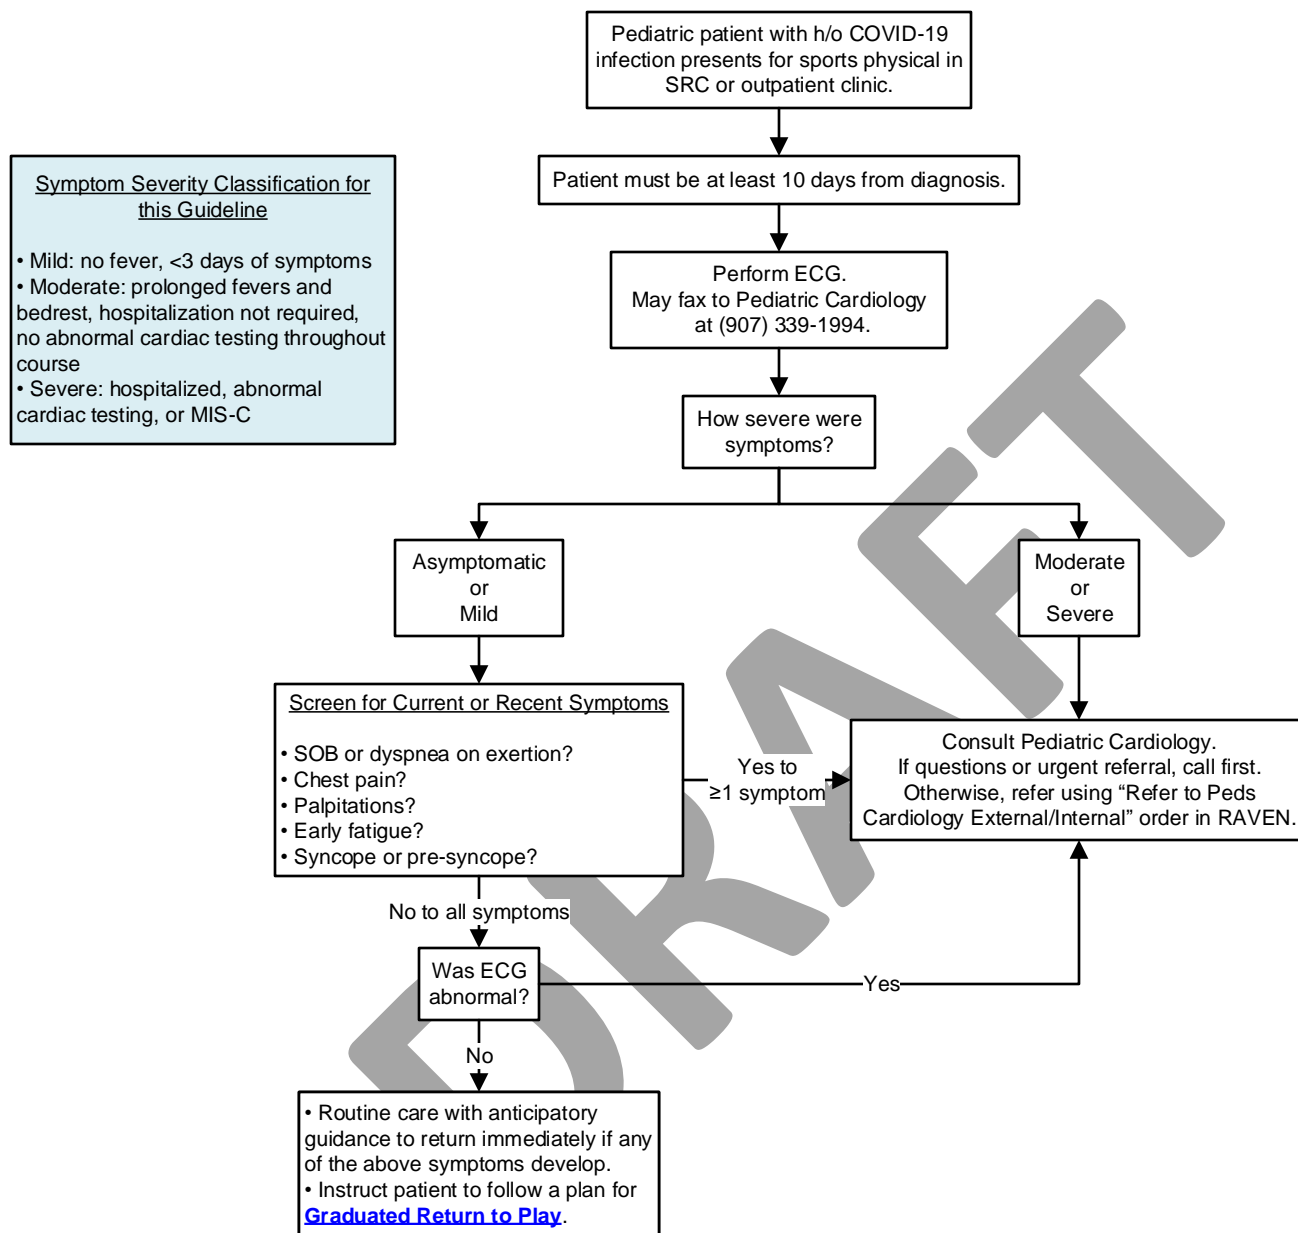 Pediatric patient with h/o COVID-19
infection presents for sports physical in
SRC or outpatient clinic.
Symptom Severity Classification for
this Guideline
• Mild: no fever, <3 days of symptoms
• Moderate: prolonged fevers and
bedrest, hospitalization not required,
no abnormal cardiac testing throughout
course
• Severe: hospitalized, abnormal
cardiac testing, or MIS-C
Patient must be at least 10 days from diagnosis.
Perform ECG.
May fax to Pediatric Cardiology
at (907) 339-1994.
How severe were
symptoms?
Asymptomatic
or
Mild
Moderate
or
Severe
Screen for Current or Recent Symptoms
• SOB or dyspnea on exertion?
• Chest pain?
• Palpitations?
• Early fatigue?
• Syncope or pre-syncope?
Yes to
≥1 symptom
Consult Pediatric Cardiology.
If questions or urgent referral, call first.
Otherwise, refer using “Refer to Peds
Cardiology External/Internal” order in RAVEN.
No to all symptoms
Was ECG
abnormal?
Yes
No
• Routine care with anticipatory
guidance to return immediately if any
of the above symptoms develop.
• Instruct patient to follow a plan for
Graduated Return to Play.
DRAFT